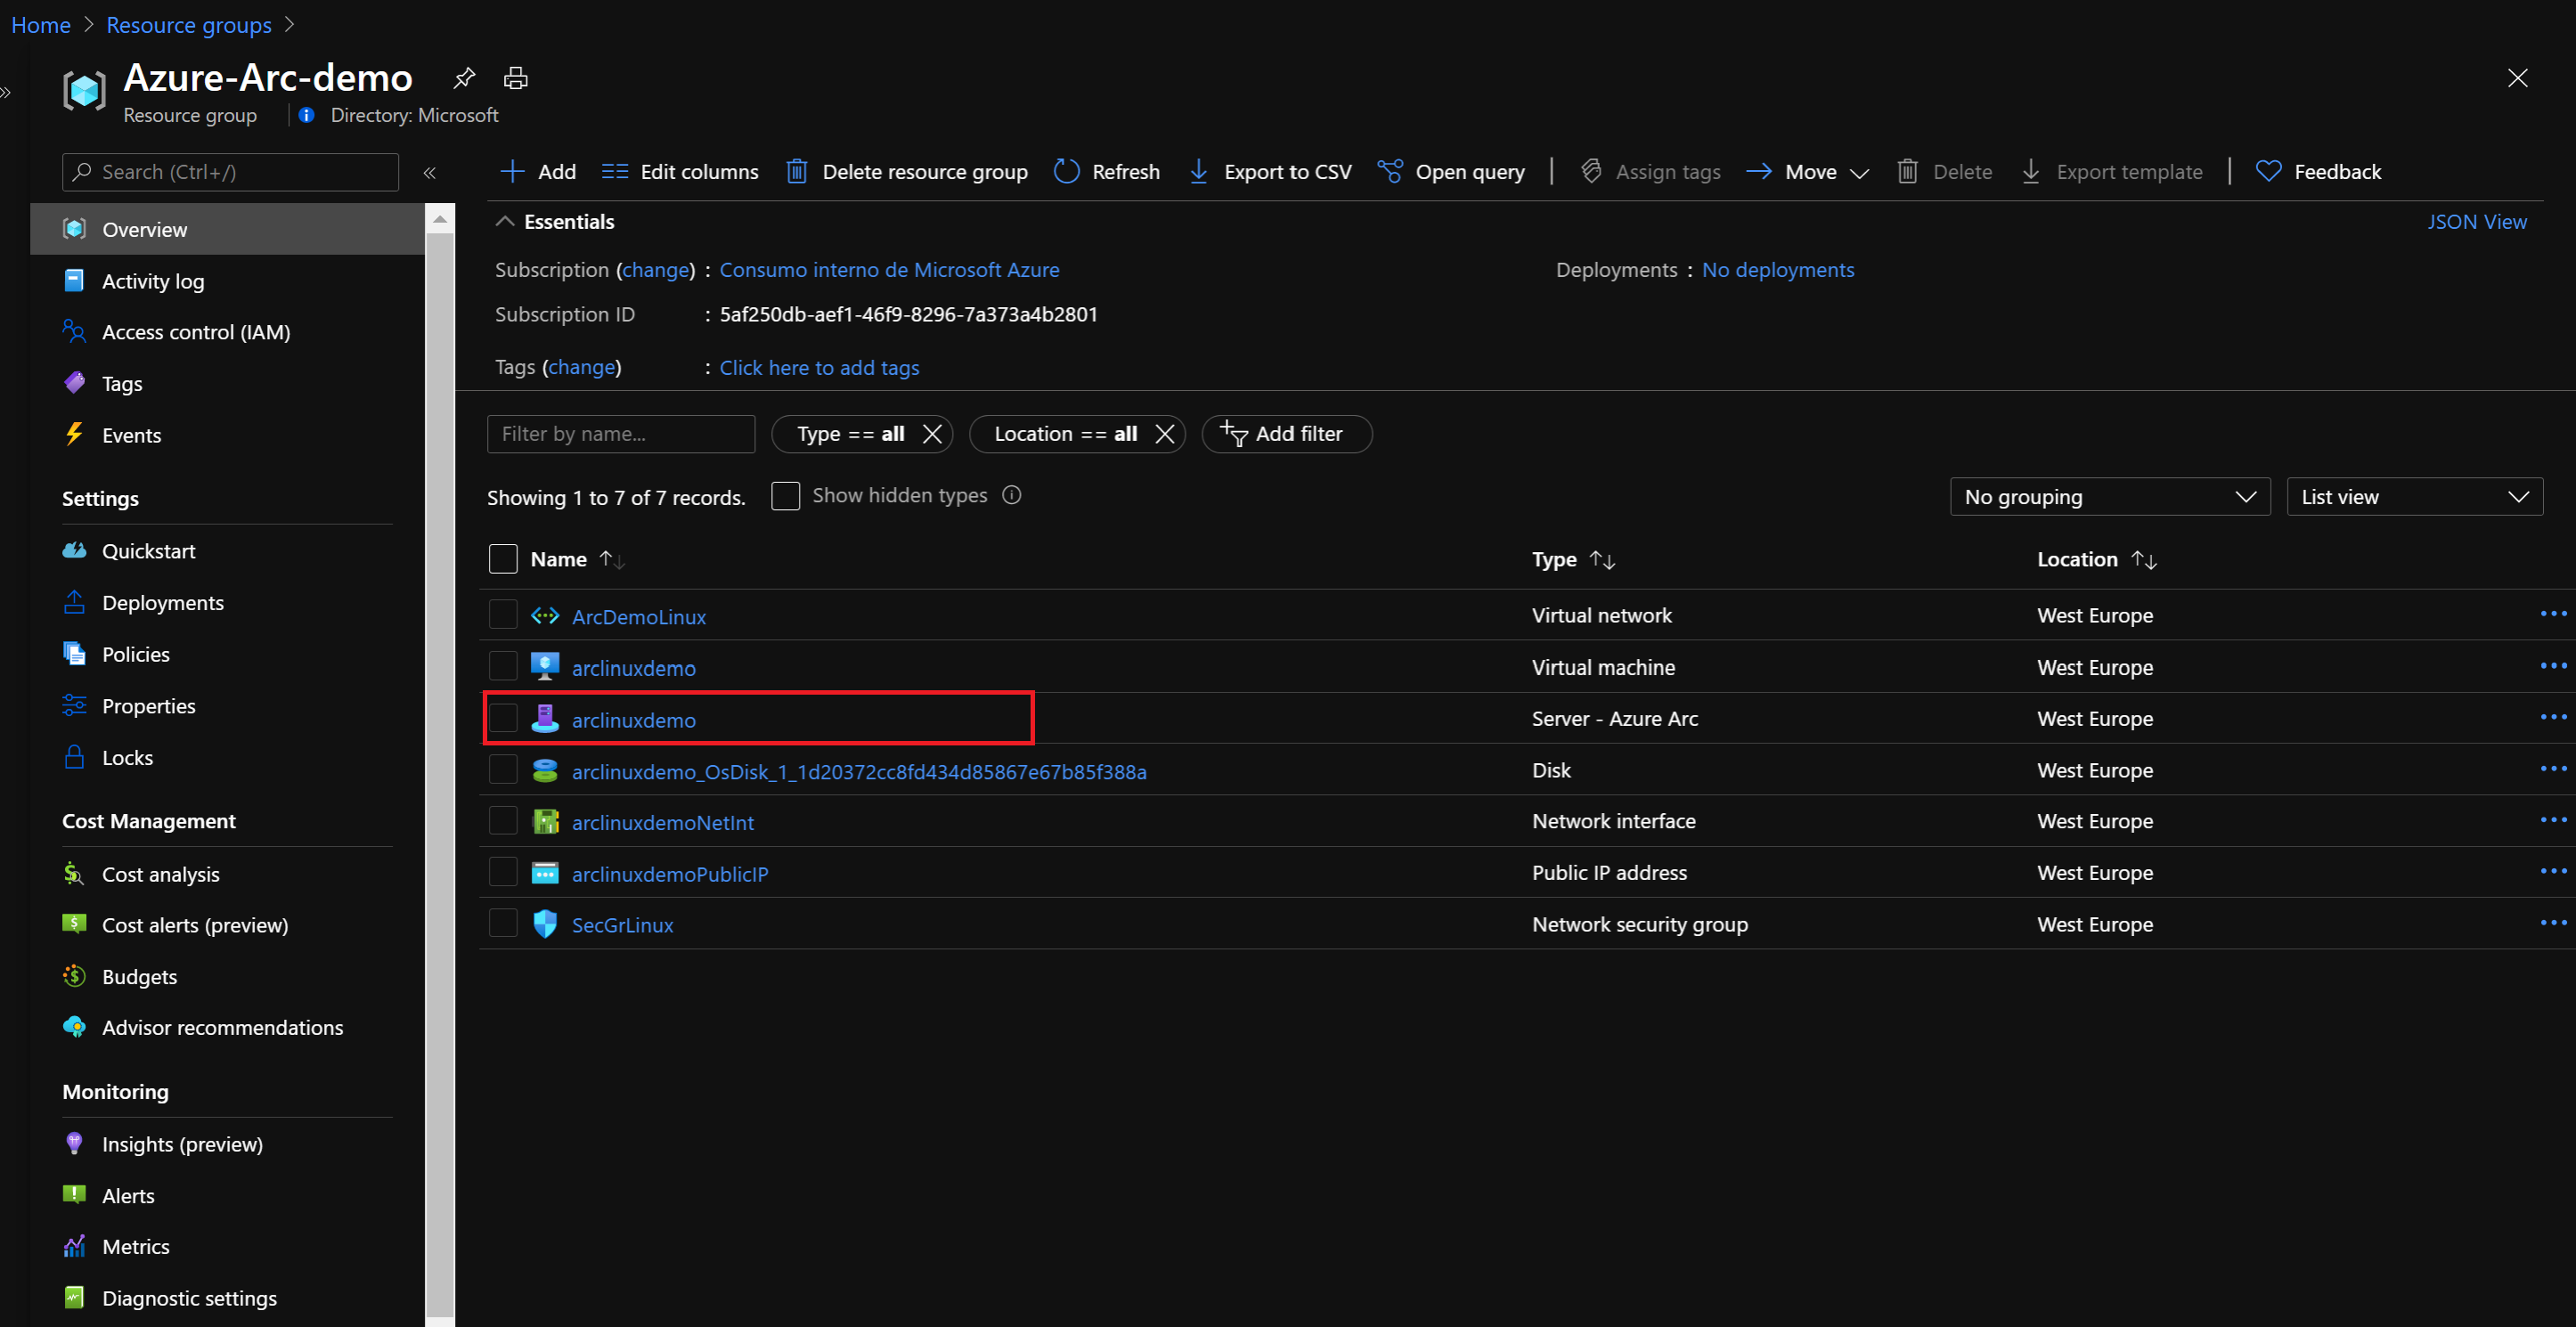 Home > Resource groups >
Azure-Arc-demo
Resource group
Directory: Microsoft
Search (Ctrl+/)
Overview
Activity log
Access control (IAM)
Tags
Events
Settings
Quickstart
Deployments
Policies
Properties
Locks
Cost Management
Cost analysis
Cost alerts (preview)
Budgets
Advisor recommendations
Monitoring
Insights (preview)
Alerts
Metrics
Diagnostic settings
Add Edit columns Delete resource group Refresh Export to CSV Open query Assign tags Move Delete Export template Feedback
Essentials JSON View
Subscription (change) : Consumo interno de Microsoft Azure Deployments : No deployments
Subscription ID : 5af250db-aef1-46f9-8296-7a373a4b2801
Tags (change) : Click here to add tags
Filter by name... Type == all Location == all Add filter
Showing 1 to 7 of 7 records. Show hidden types No grouping List view
Name Type Location
ArcDemoLinux Virtual network West Europe
arclinuxdemo Virtual machine West Europe
arclinuxdemo Server - Azure Arc West Europe
arclinuxdemo_OsDisk_1_1d20372cc8fd434d85867e67b85f388a Disk West Europe
arclinuxdemoNetInt Network interface West Europe
arclinuxdemoPublicIP Public IP address West Europe
SecGrLinux Network security group West Europe